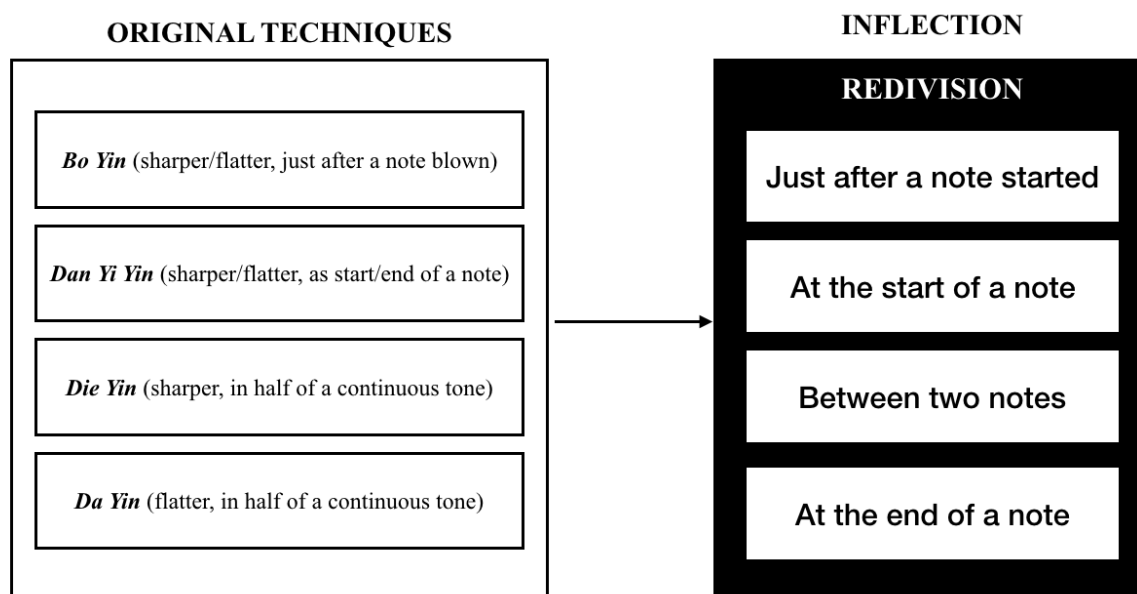 ORIGINAL TECHNIQUES
Bo Yin (sharper/flatter, just after a note blown)
Dan Yi Yin (sharper/flatter, as start/end of a note)
Die Yin (sharper, in half of a continuous tone)
Da Yin (flatter, in half of a continuous tone)
INFLECTION
REDIVISION
Just after a note started
At the start of a note
Between two notes
At the end of a note